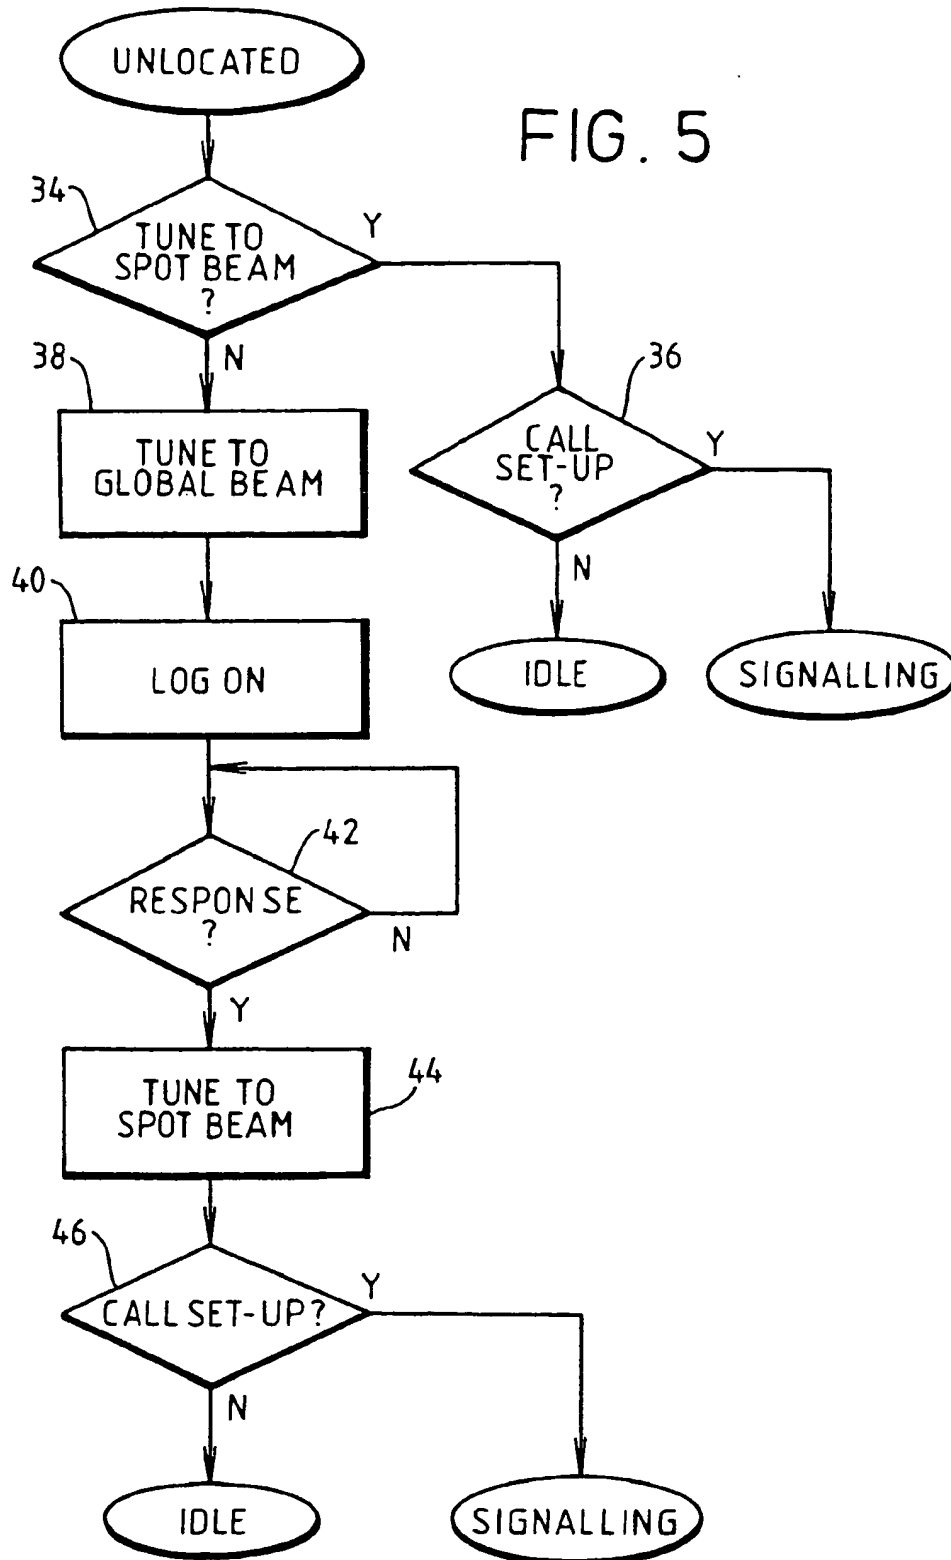 UNLOCATED
FIG. 5
34
TUNE TO
SPOT BEAM
?
Y
N
38
TUNE TO
GLOBAL BEAM
36
CALL
SET-UP
?
Y
N
40
LOG ON
IDLE
SIGNALLING
42
RESPONSE
?
N
Y
44
TUNE TO
SPOT BEAM
46
CALL SET-UP?
Y
N
IDLE
SIGNALLING